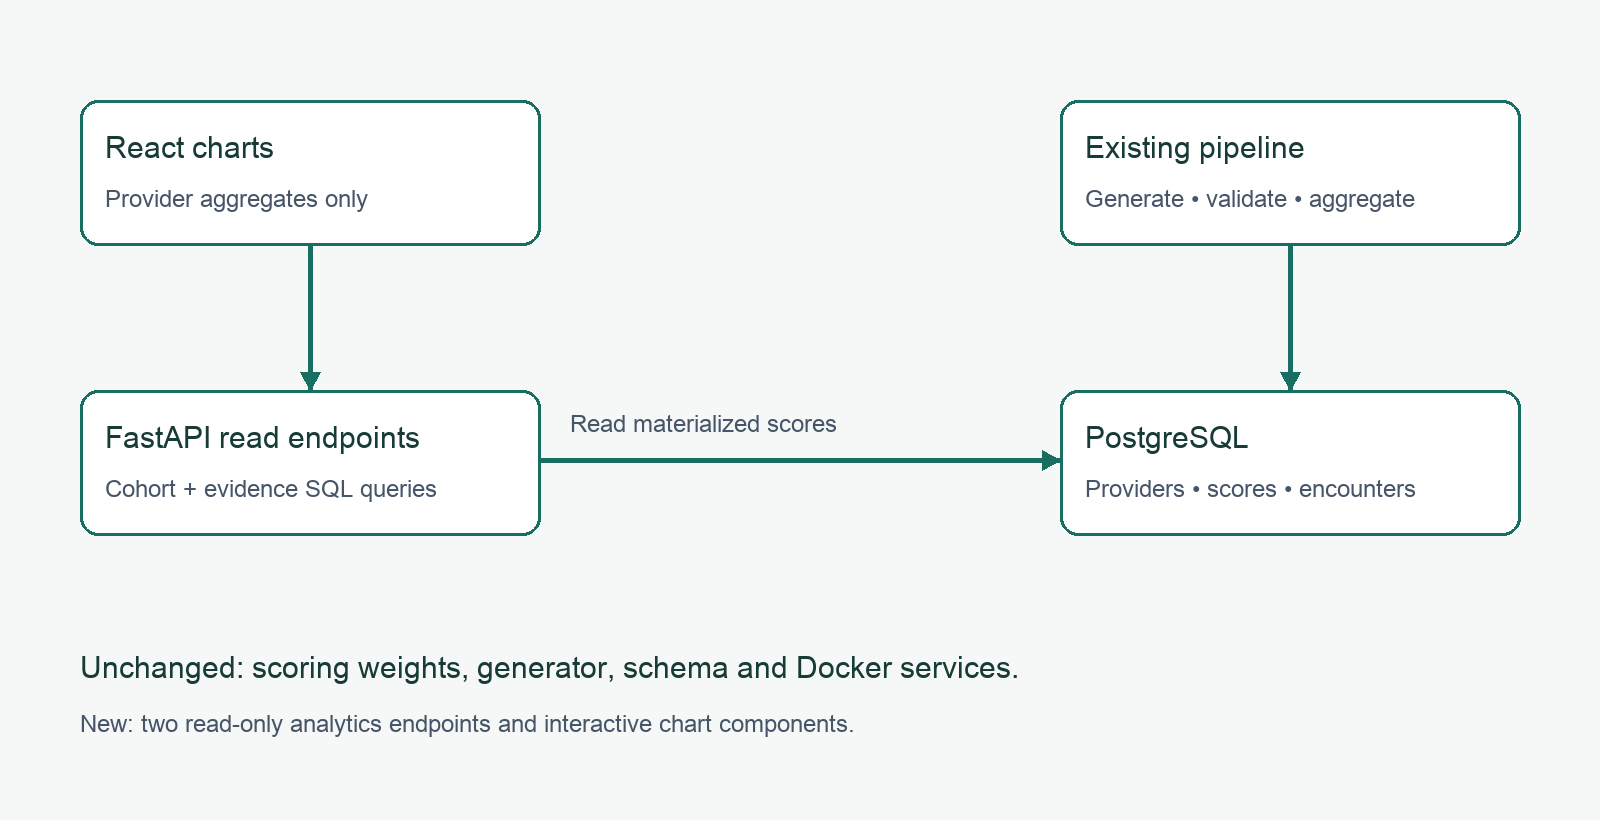 React charts
Provider aggregates only
Existing pipeline
Generate • validate • aggregate
FastAPI read endpoints
Cohort + evidence SQL queries
Read materialized scores
PostgreSQL
Providers • scores • encounters
Unchanged: scoring weights, generator, schema and Docker services.
New: two read-only analytics endpoints and interactive chart components.